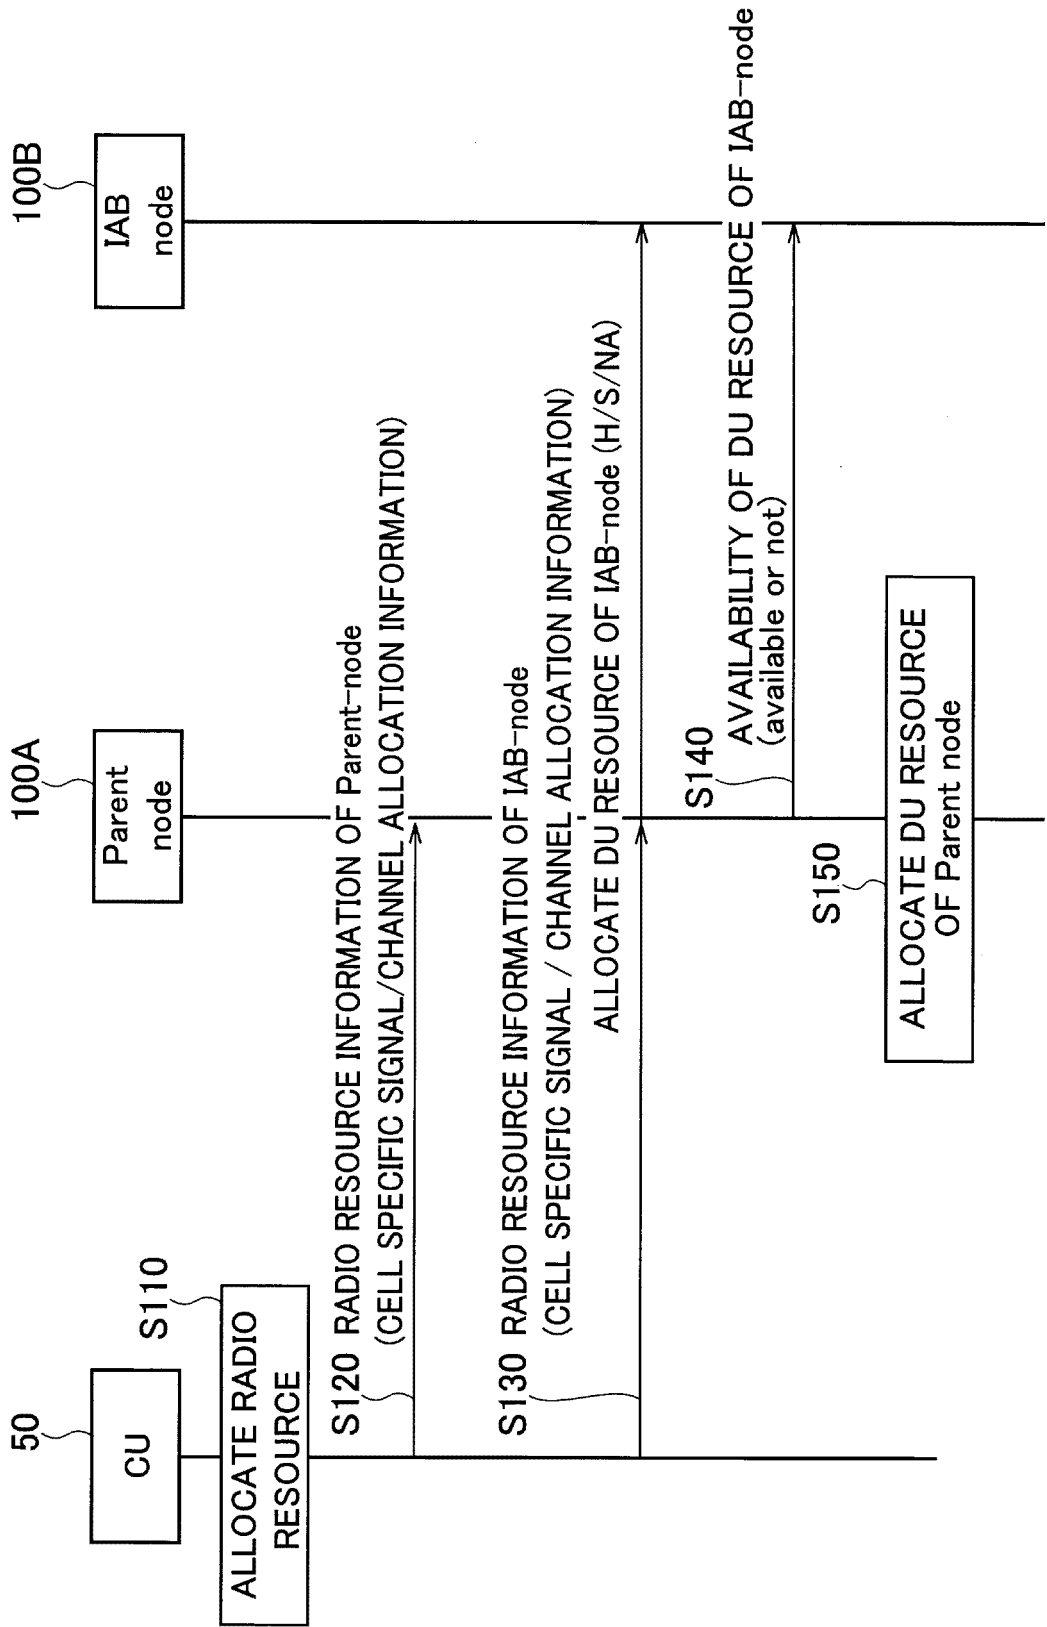 50
CU
100A
Parent
node
100B
IAB
node
S110
ALLOCATE RADIO
RESOURCE
S120 RADIO RESOURCE INFORMATION OF Parent-node
(CELL SPECIFIC SIGNAL/CHANNEL ALLOCATION INFORMATION)
S130 RADIO RESOURCE INFORMATION OF IAB-node
(CELL SPECIFIC SIGNAL / CHANNEL ALLOCATION INFORMATION)
ALLOCATE DU RESOURCE OF IAB-node (H/S/NA)
S140
AVAILABILITY OF DU RESOURCE OF IAB-node
(available or not)
S150
ALLOCATE DU RESOURCE
OF Parent node